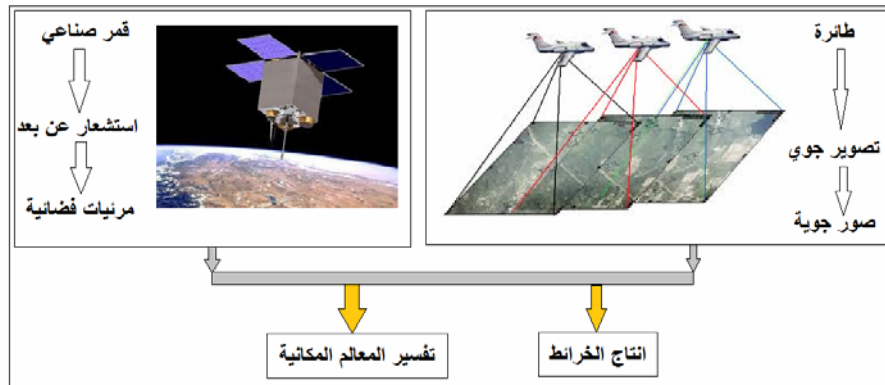 طائرة
تصوير جوي
صور جوية
قمر صناعي
استشعار عن بعد
مرئيات فضائية
انتاج الخرائط
تفسير المعالم المكانية